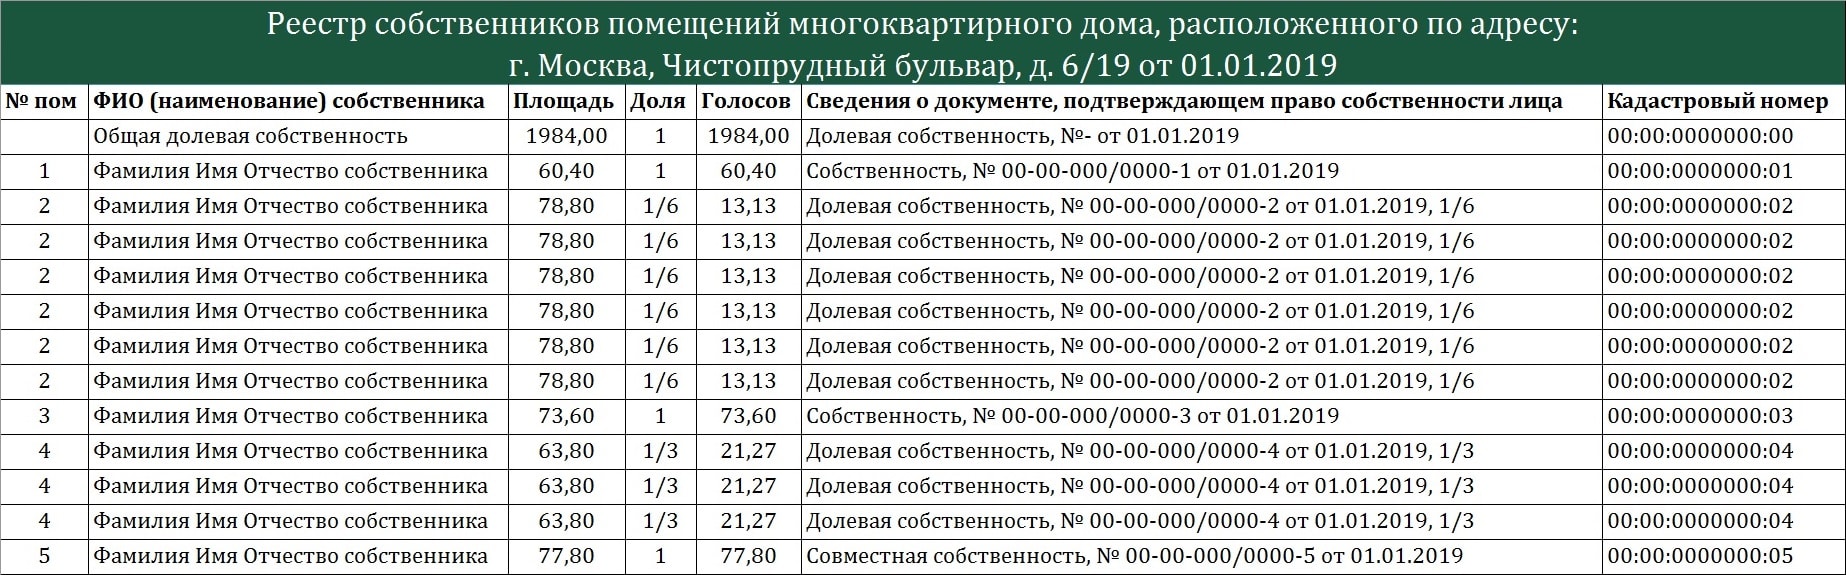 Реестр собственников помещений многоквартирного дома, расположенного по адресу:
г. Москва, Чистопрудный бульвар, д. 6/19 от 01.01.2019
№ пом ФИО (наименование) собственника Площадь Доля Голосов Сведения о документе, подтверждающем право собственности лица Кадастровый номер
Общая долевая собственность 1984,00 1 1984,00 Долевая собственность, №- от 01.01.2019 00:00:0000000:00
1 Фамилия Имя Отчество собственника 60,40 1 60,40 Собственность, № 00-00-000/0000-1 от 01.01.2019 00:00:0000000:01
2 Фамилия Имя Отчество собственника 78,80 1/6 13,13 Долевая собственность, № 00-00-000/0000-2 от 01.01.2019, 1/6 00:00:0000000:02
2 Фамилия Имя Отчество собственника 78,80 1/6 13,13 Долевая собственность, № 00-00-000/0000-2 от 01.01.2019, 1/6 00:00:0000000:02
2 Фамилия Имя Отчество собственника 78,80 1/6 13,13 Долевая собственность, № 00-00-000/0000-2 от 01.01.2019, 1/6 00:00:0000000:02
2 Фамилия Имя Отчество собственника 78,80 1/6 13,13 Долевая собственность, № 00-00-000/0000-2 от 01.01.2019, 1/6 00:00:0000000:02
2 Фамилия Имя Отчество собственника 78,80 1/6 13,13 Долевая собственность, № 00-00-000/0000-2 от 01.01.2019, 1/6 00:00:0000000:02
2 Фамилия Имя Отчество собственника 78,80 1/6 13,13 Долевая собственность, № 00-00-000/0000-2 от 01.01.2019, 1/6 00:00:0000000:02
3 Фамилия Имя Отчество собственника 73,60 1 73,60 Собственность, № 00-00-000/0000-3 от 01.01.2019 00:00:0000000:03
4 Фамилия Имя Отчество собственника 63,80 1/3 21,27 Долевая собственность, № 00-00-000/0000-4 от 01.01.2019, 1/3 00:00:0000000:04
4 Фамилия Имя Отчество собственника 63,80 1/3 21,27 Долевая собственность, № 00-00-000/0000-4 от 01.01.2019, 1/3 00:00:0000000:04
4 Фамилия Имя Отчество собственника 63,80 1/3 21,27 Долевая собственность, № 00-00-000/0000-4 от 01.01.2019, 1/3 00:00:0000000:04
5 Фамилия Имя Отчество собственника 77,80 1 77,80 Совместная собственность, № 00-00-000/0000-5 от 01.01.2019 00:00:0000000:05